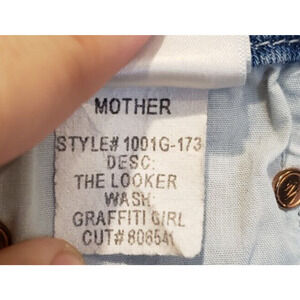 MOTHER
STYLE# 1001G-173
DESC:
THE LOOKER
WASH:
GRAFFITI GIRL
CUT# 806541